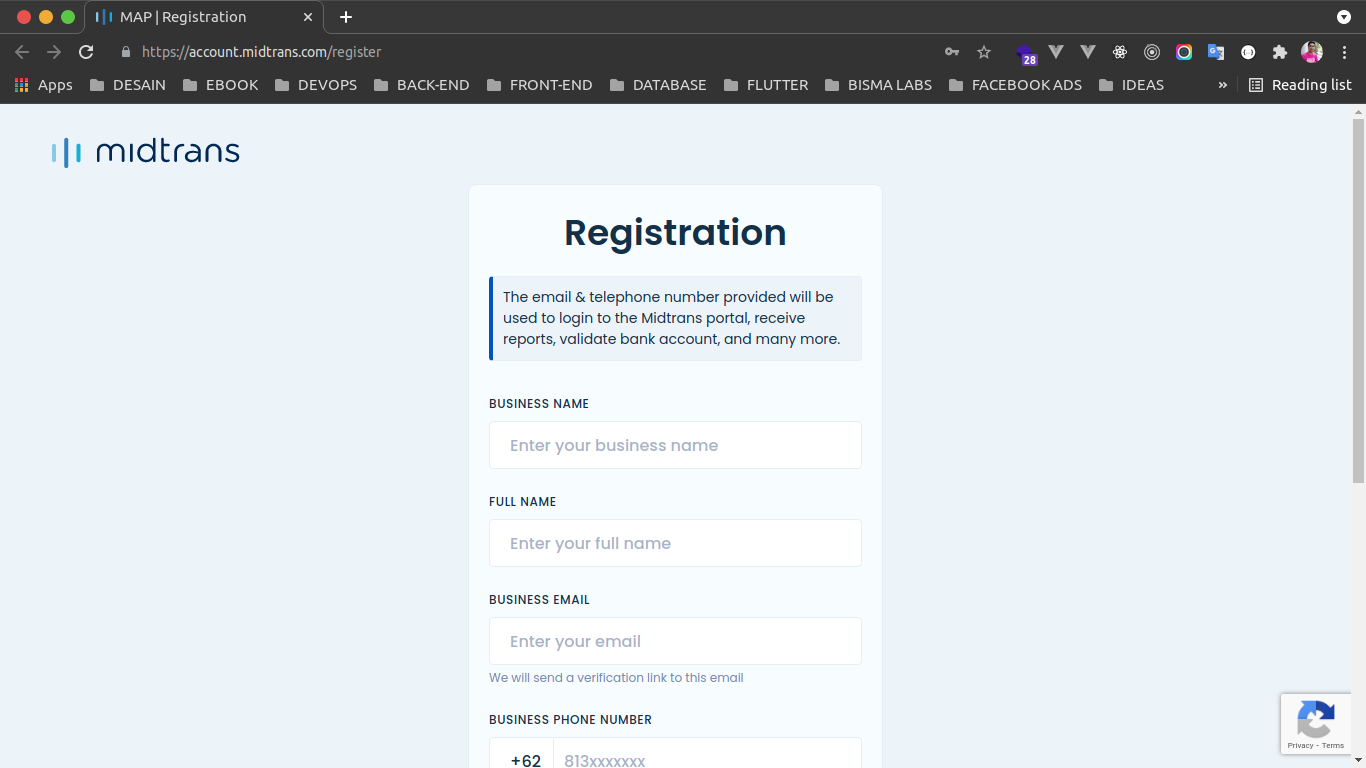 MAP | Registration
https://account.midtrans.com/register
28
Apps
DESAIN
EBOOK
DEVOPS
BACK-END
FRONT-END
DATABASE
FLUTTER
BISMA LABS
FACEBOOK ADS
IDEAS
»
Reading list
midtrans
Registration
The email & telephone number provided will be
used to login to the Midtrans portal, receive
reports, validate bank account, and many more.
BUSINESS NAME
Enter your business name
FULL NAME
Enter your full name
BUSINESS EMAIL
Enter your email
We will send a verification link to this email
BUSINESS PHONE NUMBER
+62 813xxxxxxx
Privacy - Terms